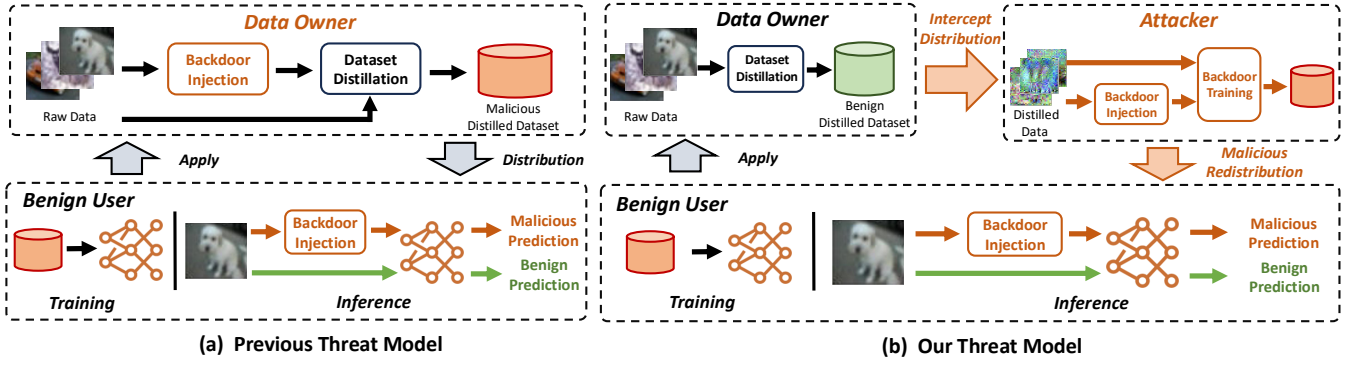 Data Owner
Backdoor
Injection
Dataset
Distillation
Raw Data
Malicious
Distilled Dataset
Apply
Distribution
Benign User
Backdoor
Injection
Malicious
Prediction
Benign
Prediction
Training
Inference
(a) Previous Threat Model
Data Owner
Dataset
Distillation
Raw Data
Benign
Distilled Dataset
Intercept
Distribution
Attacker
Distilled
Data
Backdoor
Injection
Backdoor
Training
Apply
Malicious
Redistribution
Benign User
Backdoor
Injection
Malicious
Prediction
Benign
Prediction
Training
Inference
(b) Our Threat Model